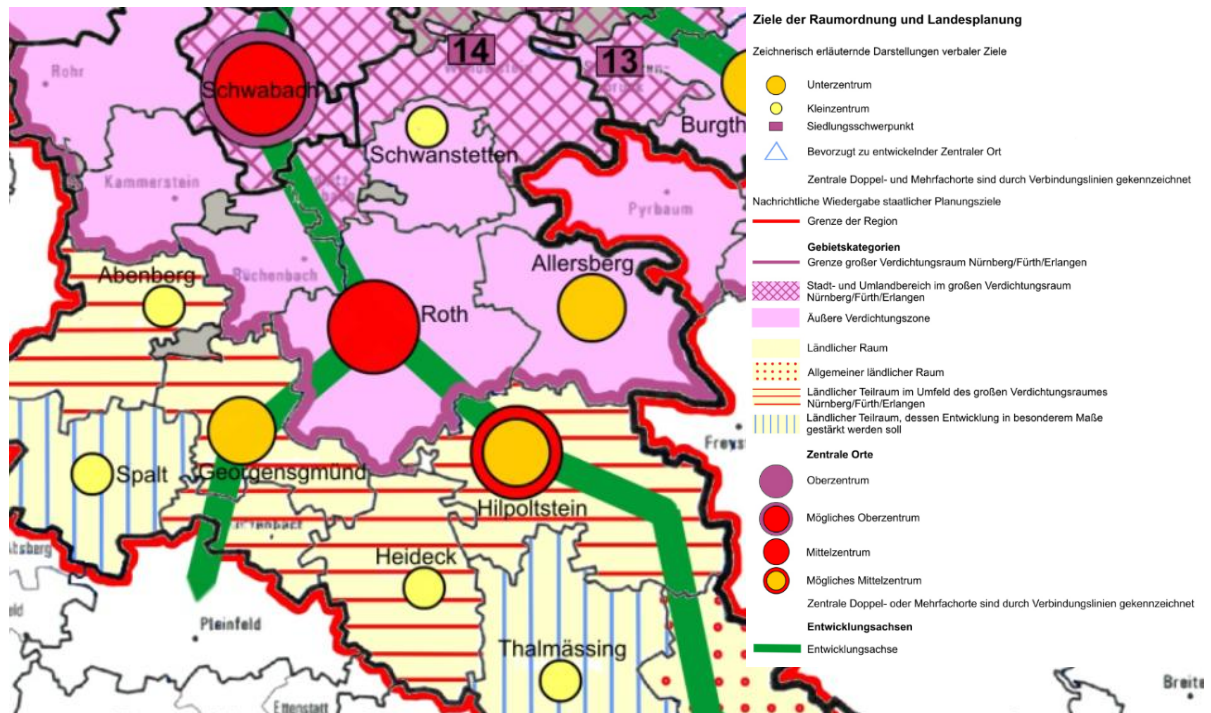 Rohr
Schwabach
14
13
Burgth
Schwanstetten
Kammerstein
Pyrbaum
Abenberg
Büchenbach
Allersberg
Roth
Georgensgmünd
Spalt
Hilpoltstein
Freys
Heideck
Pleinfeld
Thalmässing
Ettenstatt
Breite
Ziele der Raumordnung und Landesplanung
Zeichnerisch erläuternde Darstellungen verbaler Ziele
Unterzentrum
Kleinzentrum
Siedlungsschwerpunkt
Bevorzugt zu entwickelnder Zentraler Ort
Zentrale Doppel- und Mehrfachorte sind durch Verbindungslinien gekennzeichnet
Nachrichtliche Wiedergabe staatlicher Planungsziele
Grenze der Region
Gebietskategorien
Grenze großer Verdichtungsraum Nürnberg/Fürth/Erlangen
Stadt- und Umlandbereich im großen Verdichtungsraum
Nürnberg/Fürth/Erlangen
Äußere Verdichtungszone
Ländlicher Raum
Allgemeiner ländlicher Raum
Ländlicher Teilraum im Umfeld des großen Verdichtungsraumes
Nürnberg/Fürth/Erlangen
Ländlicher Teilraum, dessen Entwicklung in besonderem Maße
gestärkt werden soll
Zentrale Orte
Oberzentrum
Mögliches Oberzentrum
Mittelzentrum
Mögliches Mittelzentrum
Zentrale Doppel- oder Mehrfachorte sind durch Verbindungslinien gekennzeichnet
Entwicklungsachsen
Entwicklungsachse